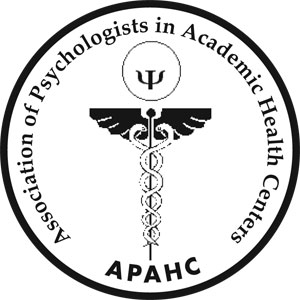 Association of Psychologists in Academic Health Centers
Ψ
APAHC